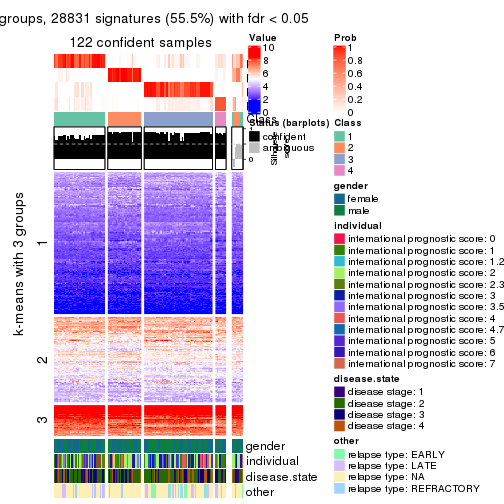 groups, 28831 signatures (55.5%) with fdr < 0.05
122 confident samples
Value
10
8
6
4
2
0
Prob
1
0.8
0.6
0.4
0.2
0
Class
Status (barplots)
confident
ambiguous
0
Class
1
2
3
4
gender
female
male
individual
international prognostic score: 0
international prognostic score: 1
international prognostic score: 1.2
international prognostic score: 2
international prognostic score: 2.3
international prognostic score: 3
international prognostic score: 3.5
international prognostic score: 4
international prognostic score: 4.7
international prognostic score: 5
international prognostic score: 6
international prognostic score: 7
disease.state
disease stage: 1
disease stage: 2
disease stage: 3
disease stage: 4
other
relapse type: EARLY
relapse type: LATE
relapse type: NA
relapse type: REFRACTORY
k-means with 3 groups
1
2
3
gender
individual
disease.state
other